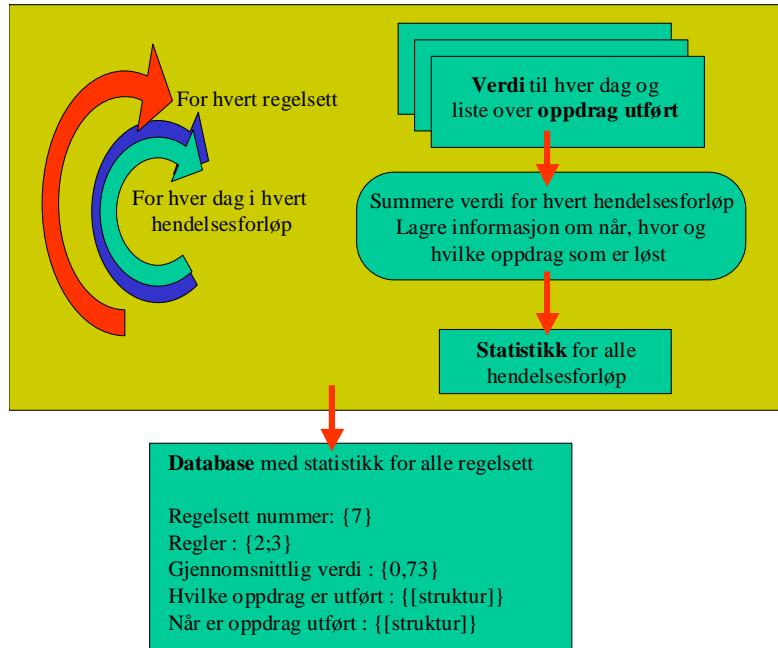 For hvert regelsett
For hver dag i hvert
hendelsesforløp
Verdi til hver dag og
liste over oppdrag utført
Summere verdi for hvert hendelsesforløp
Lagre informasjon om når, hvor og
hvilke oppdrag som er løst
Statistikk for alle
hendelsesforløp
Database med statistikk for alle regelsett
Regelsett nummer: {7}
Regler : {2;3}
Gjennomsnittlig verdi : {0,73}
Hvilke oppdrag er utført : {[struktur]}
Når er oppdrag utført : {[struktur]}